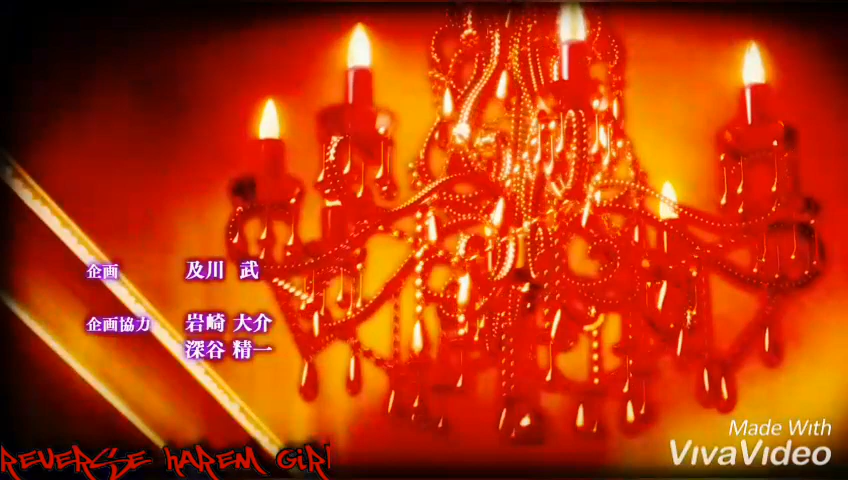 企画 及川 武
企画協力 岩崎 大介
深谷 精一
Made With
VivaVideo
REVERSE HAREM GIRl